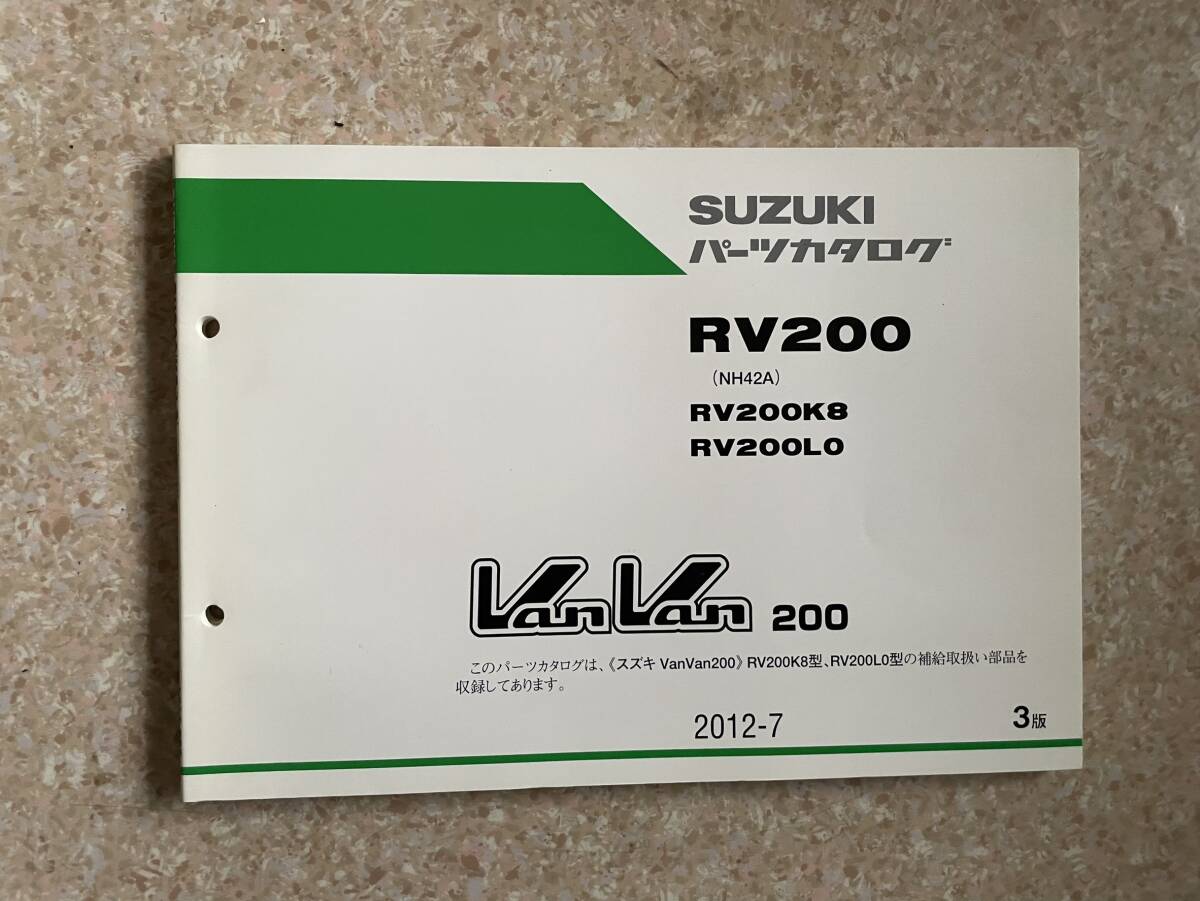 SUZUKI
パーツカタログ
RV200
(NH42A)
RV200K8
RV200L0
VanVan 200
このパーツカタログは、《スズキ VanVan200》RV200K8型、RV200L0型の補給取扱い部品を
収録してあります。
2012-7
3版